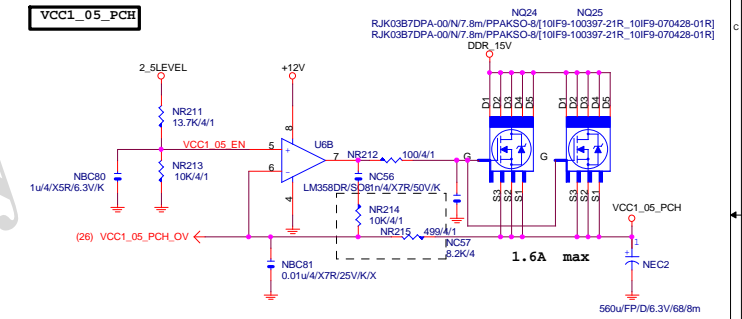 VCC1_05_PCH
NQ24 NQ25
RJK03B7DPA-00/N/7.8m/PPAKSO-8/[10IF9-100397-21R_10IF9-070428-01R]
RJK03B7DPA-00/N/7.8m/PPAKSO-8/[10IF9-100397-21R_10IF9-070428-01R]
DDR_15V
2_5LEVEL
+12V
C
D1 D2 D3 D4 D5
D1 D2 D3 D4 D5
NR211
13.7K/4/1
8
U6B
VCC1_05_EN
5
+
7
NR212
100/4/1
G
G
6
-
NBC80
1u/4/X5R/6.3V/K
NR213
10K/4/1
NC56
LM358DR/SO81n/4/X7R/50V/K
4
S3 S2 S1
S3 S2 S1
NR214
10K/4/1
VCC1_05_PCH
(26) VCC1_05_PCH_OV
NR215
499/4/1
NC57
8.2K/4
1.6A max
1
+
NEC2
NBC81
0.01u/4/X7R/25V/K/X
560u/FP/D/6.3V/68/8m